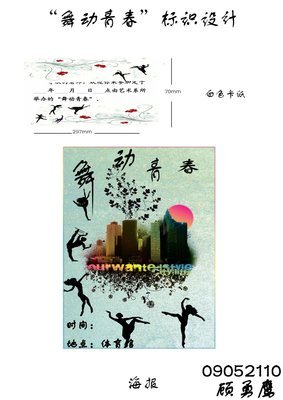 “舞动青春”标识设计
年 月 日 点由艺术系所
举办的“舞动青春”。
70mm
白色卡纸
297mm
舞动青春
ourwantedstyle
时间：
地点：体育馆
海报
09052110
顾勇鹰